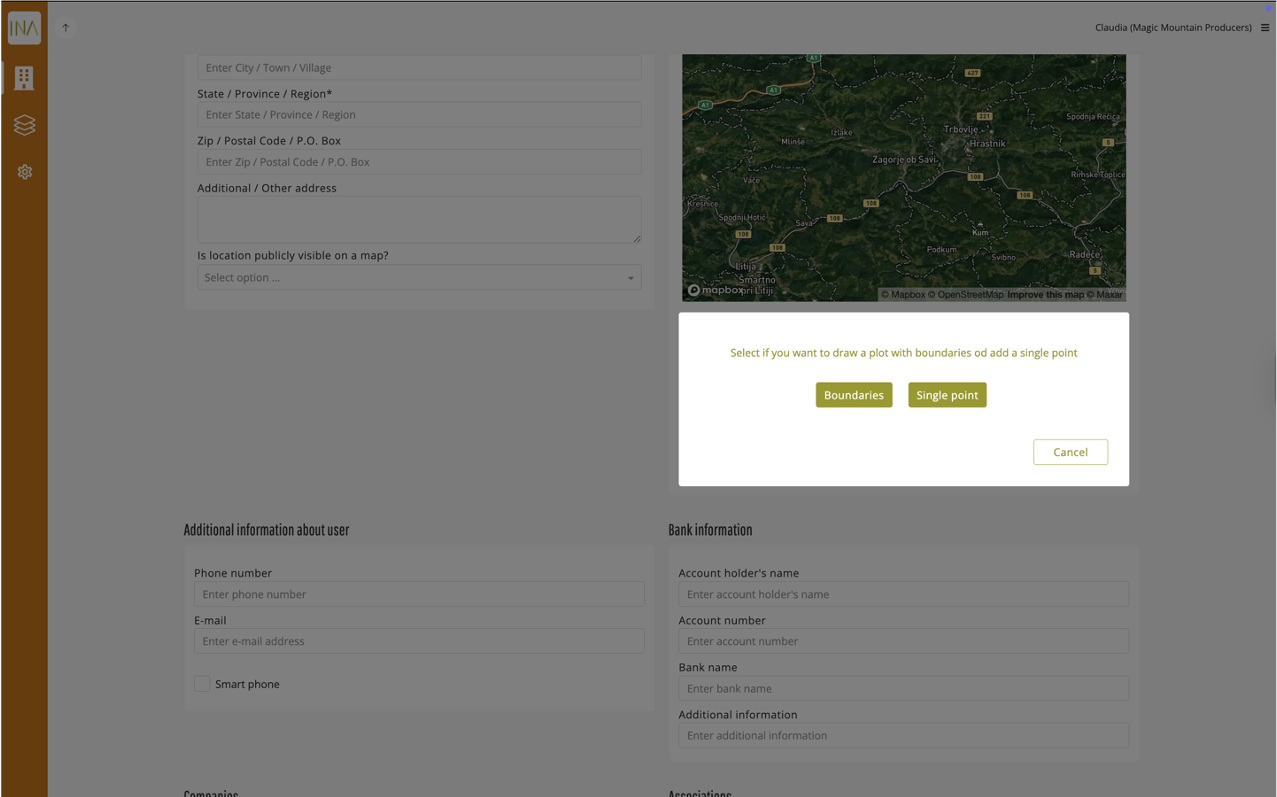 INA
Claudia (Magic Mountain Producers)
Enter City / Town / Village
State / Province / Region*
Enter State / Province / Region
Zip / Postal Code / P.O. Box
Enter Zip / Postal Code / P.O. Box
Additional / Other address
Is location publicly visible on a map?
Select option ...
A1
427
A1
A1
221
Spodnja Rečica
Izlake
Trbovlje
Mlinše
Hrastnik
5
Zagorje ob Savi
Vače
108
Rimske Toplice
108
Kresnice
108
Spodnji Hotič
108
Sava
108
Kum
108
Podkum
Svibno
Radeče
Litija
5
Šmartno
pri Litiji
mapbox
© Mapbox © OpenStreetMap Improve this map © Maxar
Select if you want to draw a plot with boundaries od add a single point
Boundaries
Single point
Cancel
Additional information about user
Phone number
Enter phone number
E-mail
Enter e-mail address
Smart phone
Bank information
Account holder's name
Enter account holder's name
Account number
Enter account number
Bank name
Enter bank name
Additional information
Enter additional information
Companies
Associations